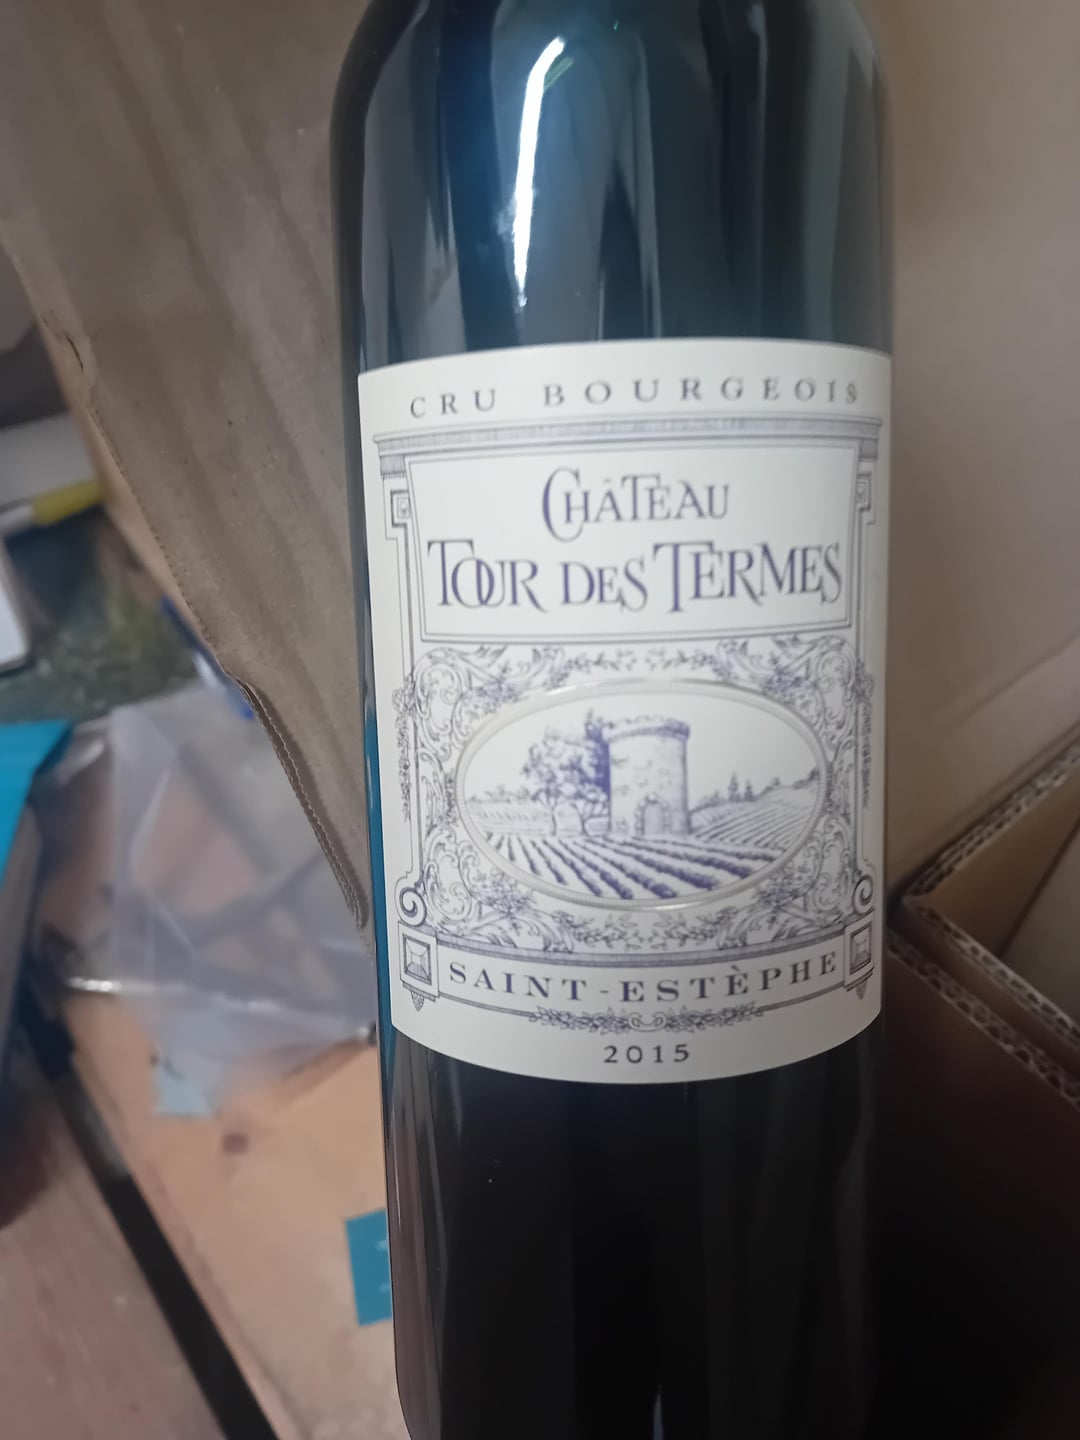 CRU BOURGEOIS
CHÂTEAU
TOUR DES TERMES
SAINT-ESTÈPHE
2015